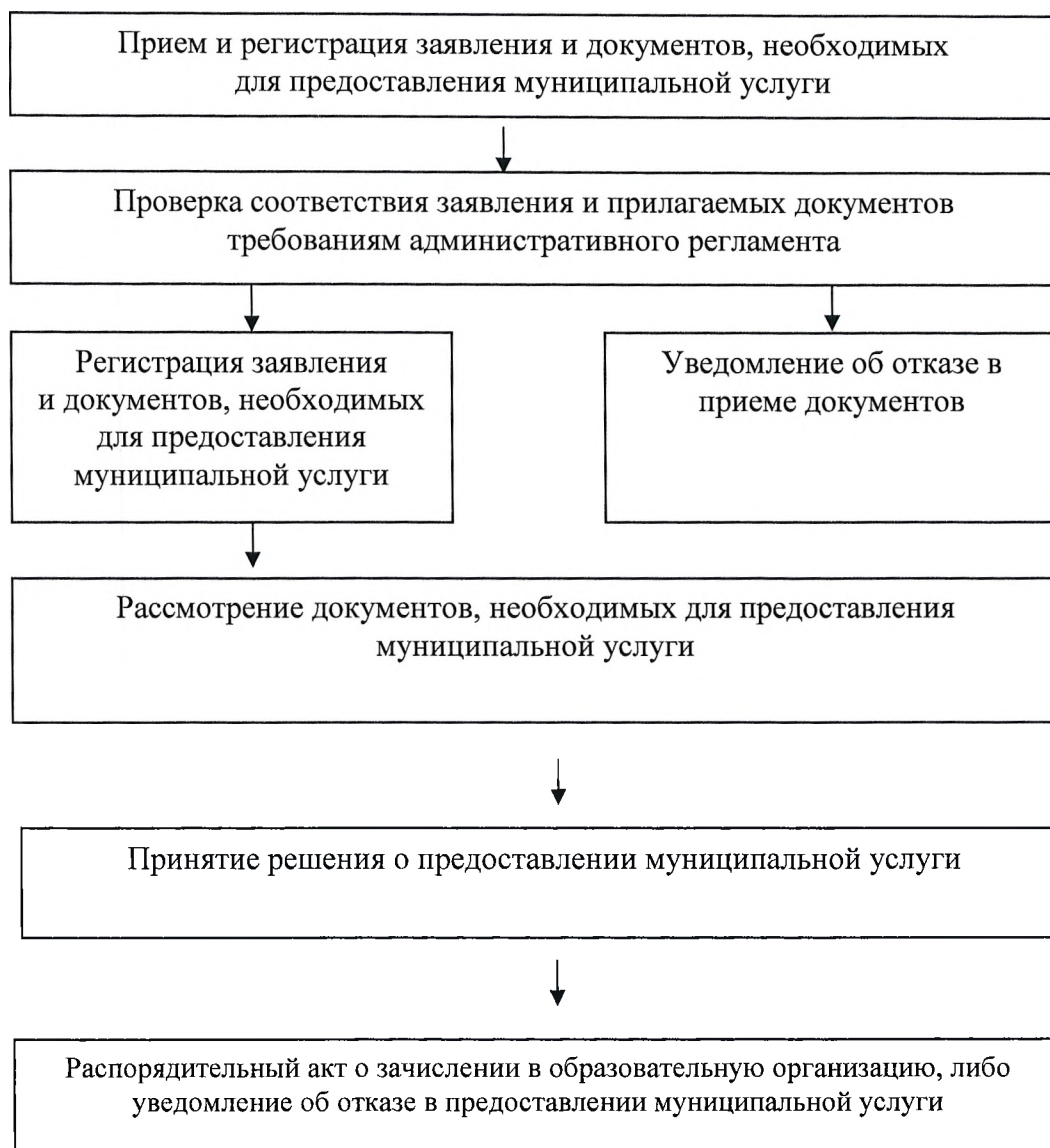 Прием и регистрация заявления и документов, необходимых
для предоставления муниципальной услуги
Проверка соответствия заявления и прилагаемых документов
требованиям административного регламента
Регистрация заявления
и документов, необходимых
для предоставления
муниципальной услуги
Уведомление об отказе в
приеме документов
Рассмотрение документов, необходимых для предоставления
муниципальной услуги
Принятие решения о предоставлении муниципальной услуги
Распорядительный акт о зачислении в образовательную организацию, либо
уведомление об отказе в предоставлении муниципальной услуги